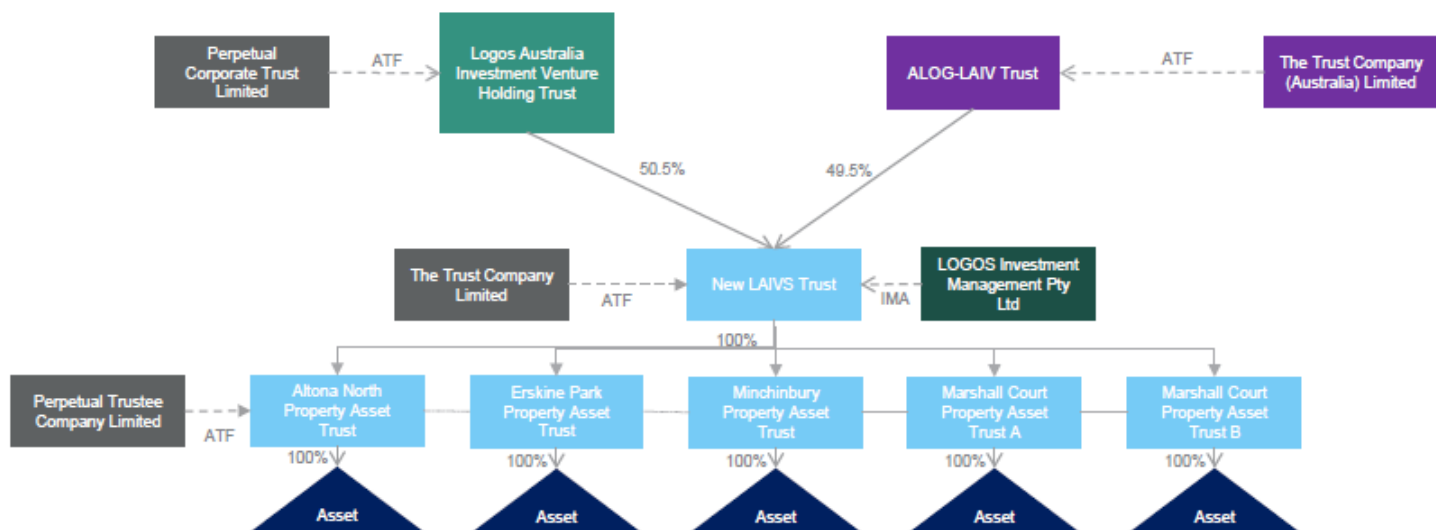 Perpetual
Corporate Trust
Limited
ATF
Logos Australia
Investment Venture
Holding Trust
ALOG-LAIV Trust
ATF
The Trust Company
(Australia) Limited
50.5%
49.5%
The Trust Company
Limited
ATF
New LAIVS Trust
IMA
LOGOS Investment
Management Pty
Ltd
100%
Perpetual Trustee
Company Limited
ATF
Altona North
Property Asset
Trust
Erskine Park
Property Asset
Trust
Minchinbury
Property Asset
Trust
Marshall Court
Property Asset
Trust A
Marshall Court
Property Asset
Trust B
100%
100%
100%
100%
100%
Asset
Asset
Asset
Asset
Asset